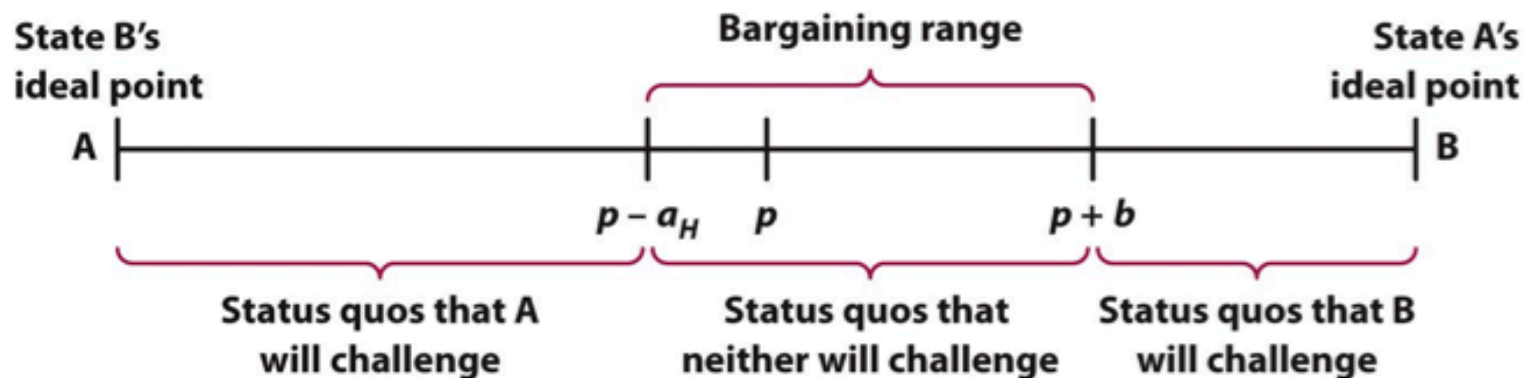 State B's
ideal point
Bargaining range
State A's
ideal point
A
B
p – a_H
p
p + b
Status quos that A
will challenge
Status quos that
neither will challenge
Status quos that B
will challenge